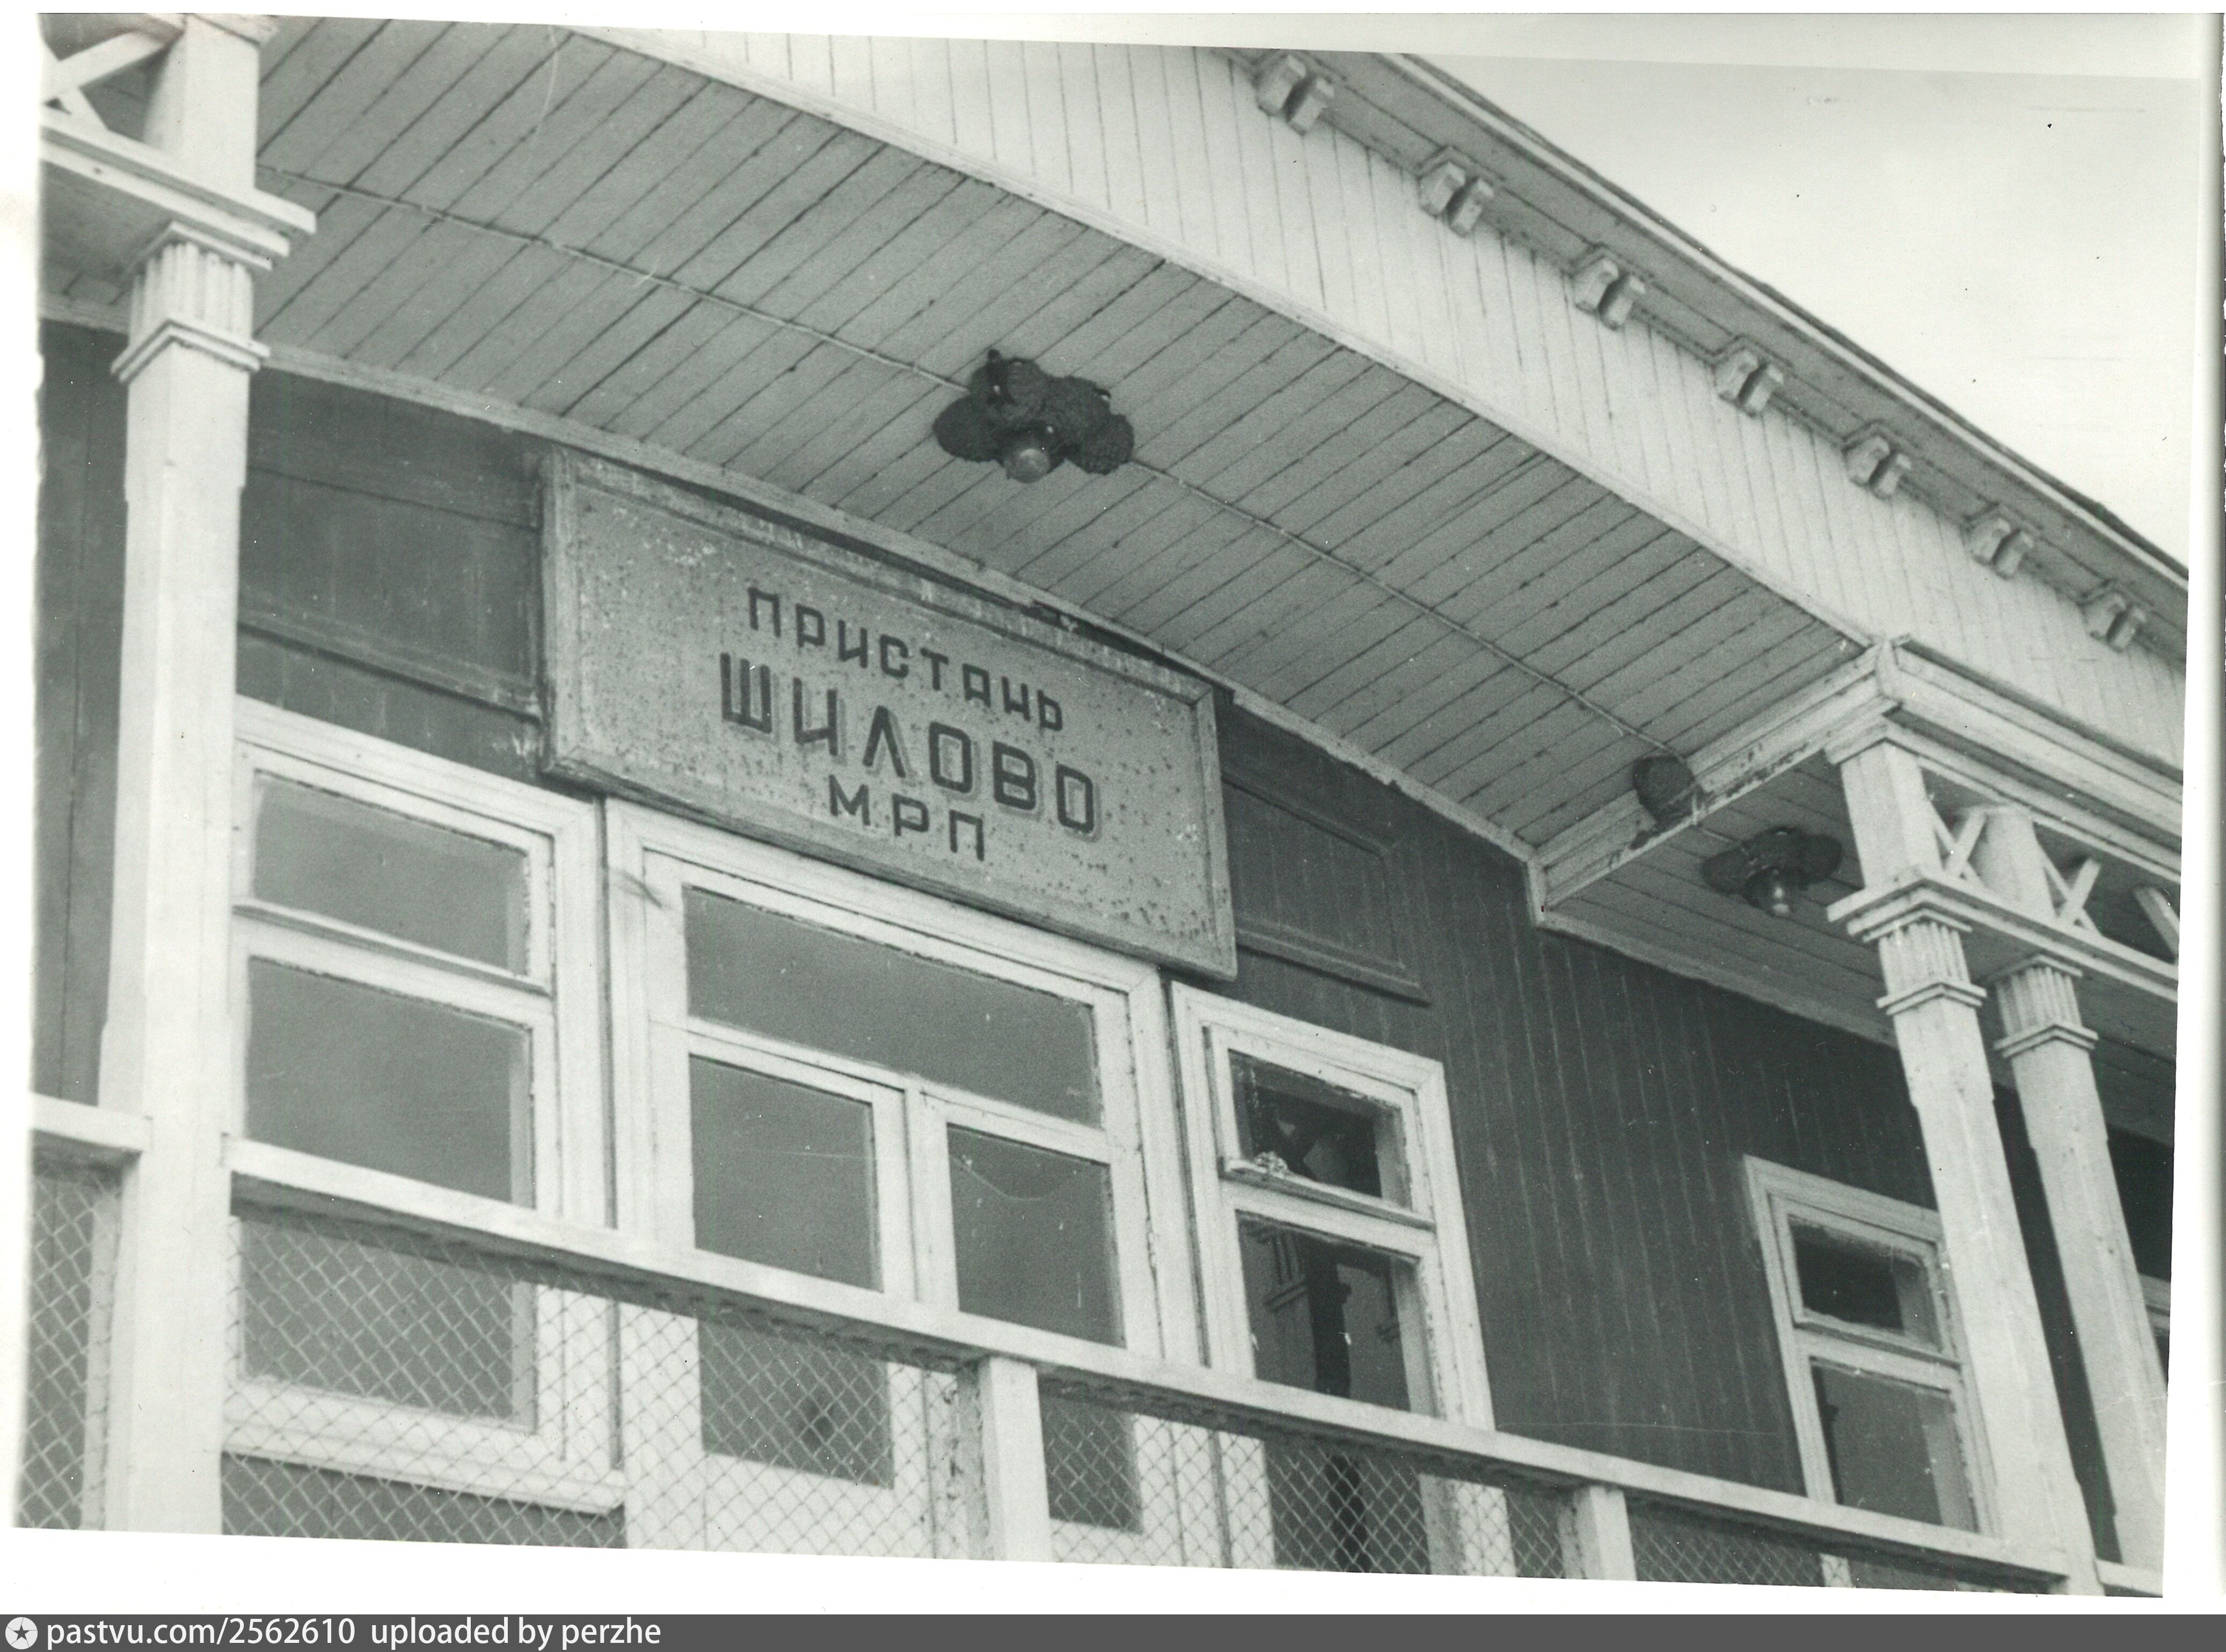 ПРИСТАНЬ
ШИЛОВО
МРП
pastvu.com/2562610 uploaded by perzhe